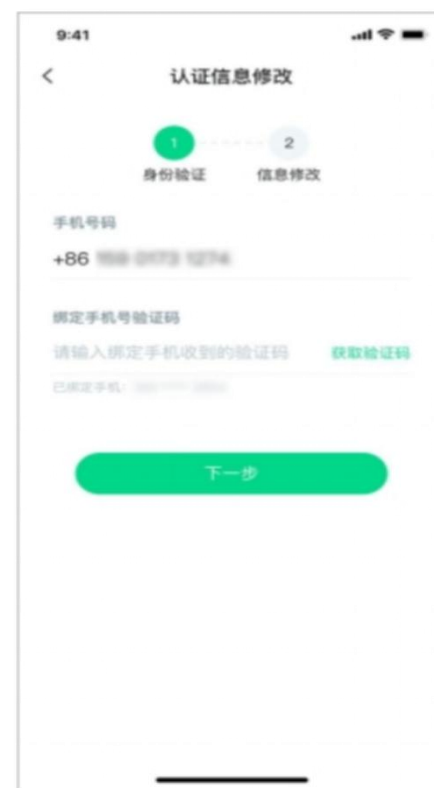 9:41
认证信息修改
1
2
身份验证
信息修改
手机号码
+86
绑定手机号验证码
请输入绑定手机收到的验证码 获取验证码
已绑定手机:
下一步